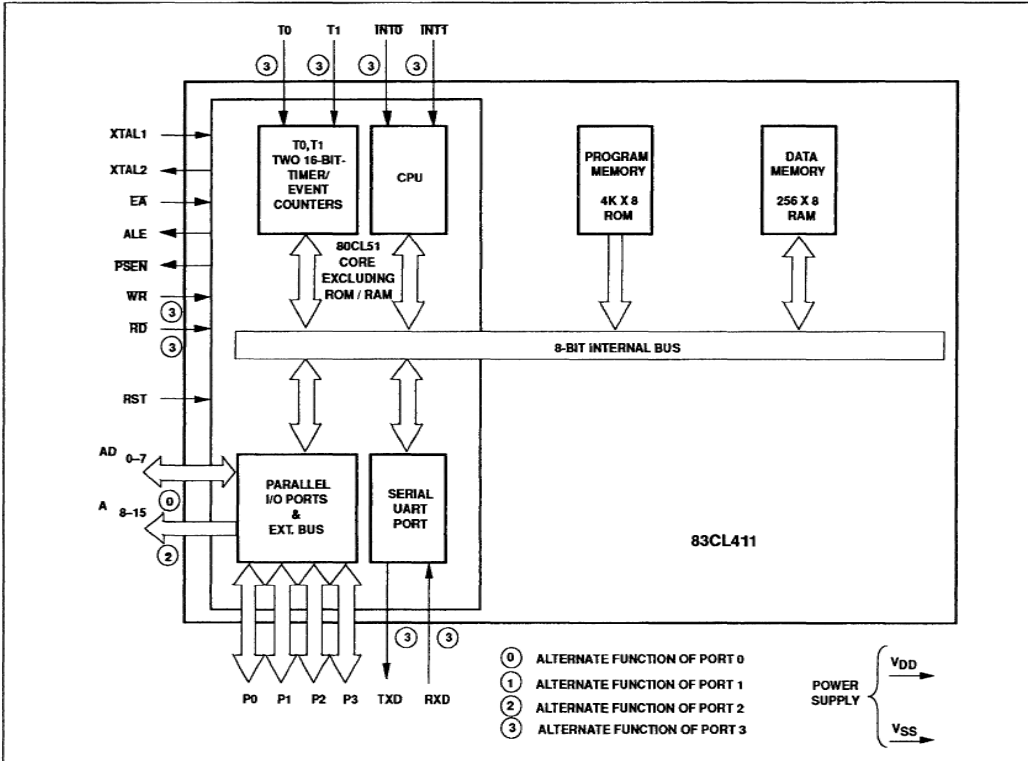 T0 T1 INT0 INT1
3 3 3 3
XTAL1
XTAL2
EA
ALE
PSEN
WR
3
RD
3
RST
AD 0–7
0
A 8–15
2
T0,T1
TWO 16-BIT-
TIMER/
EVENT
COUNTERS
CPU
PROGRAM
MEMORY
4K X 8
ROM
DATA
MEMORY
256 X 8
RAM
80CL51
CORE
EXCLUDING
ROM / RAM
8-BIT INTERNAL BUS
PARALLEL
I/O PORTS
&
EXT. BUS
SERIAL
UART
PORT
83CL411
3 3
P0 P1 P2 P3 TXD RXD
0 ALTERNATE FUNCTION OF PORT 0
1 ALTERNATE FUNCTION OF PORT 1
2 ALTERNATE FUNCTION OF PORT 2
3 ALTERNATE FUNCTION OF PORT 3
POWER
SUPPLY
VDD
VSS